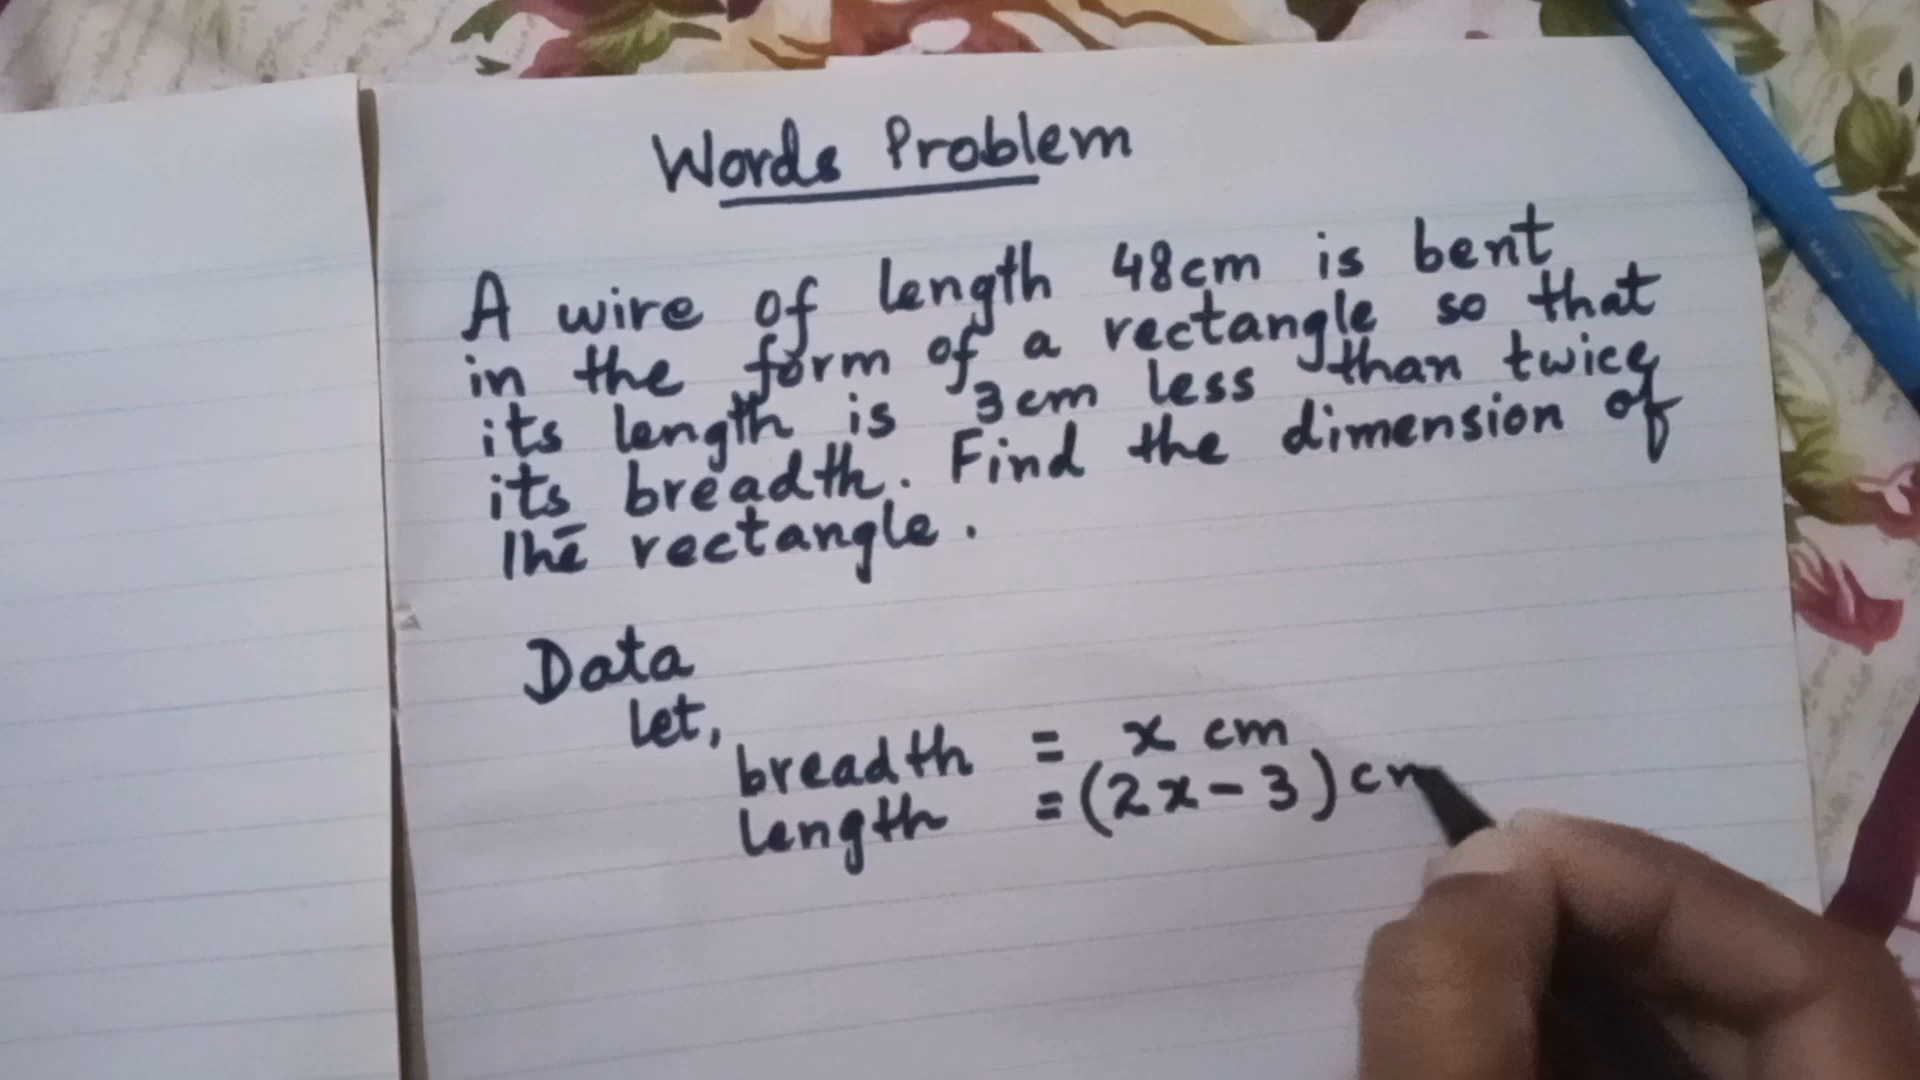 Words Problem
A wire of length 48cm is bent
in the form of a rectangle so that
its length is 3cm less than twice
its breadth. Find the dimension of
the rectangle.
Data
let,
breadth = x cm
length = (2x-3) cm